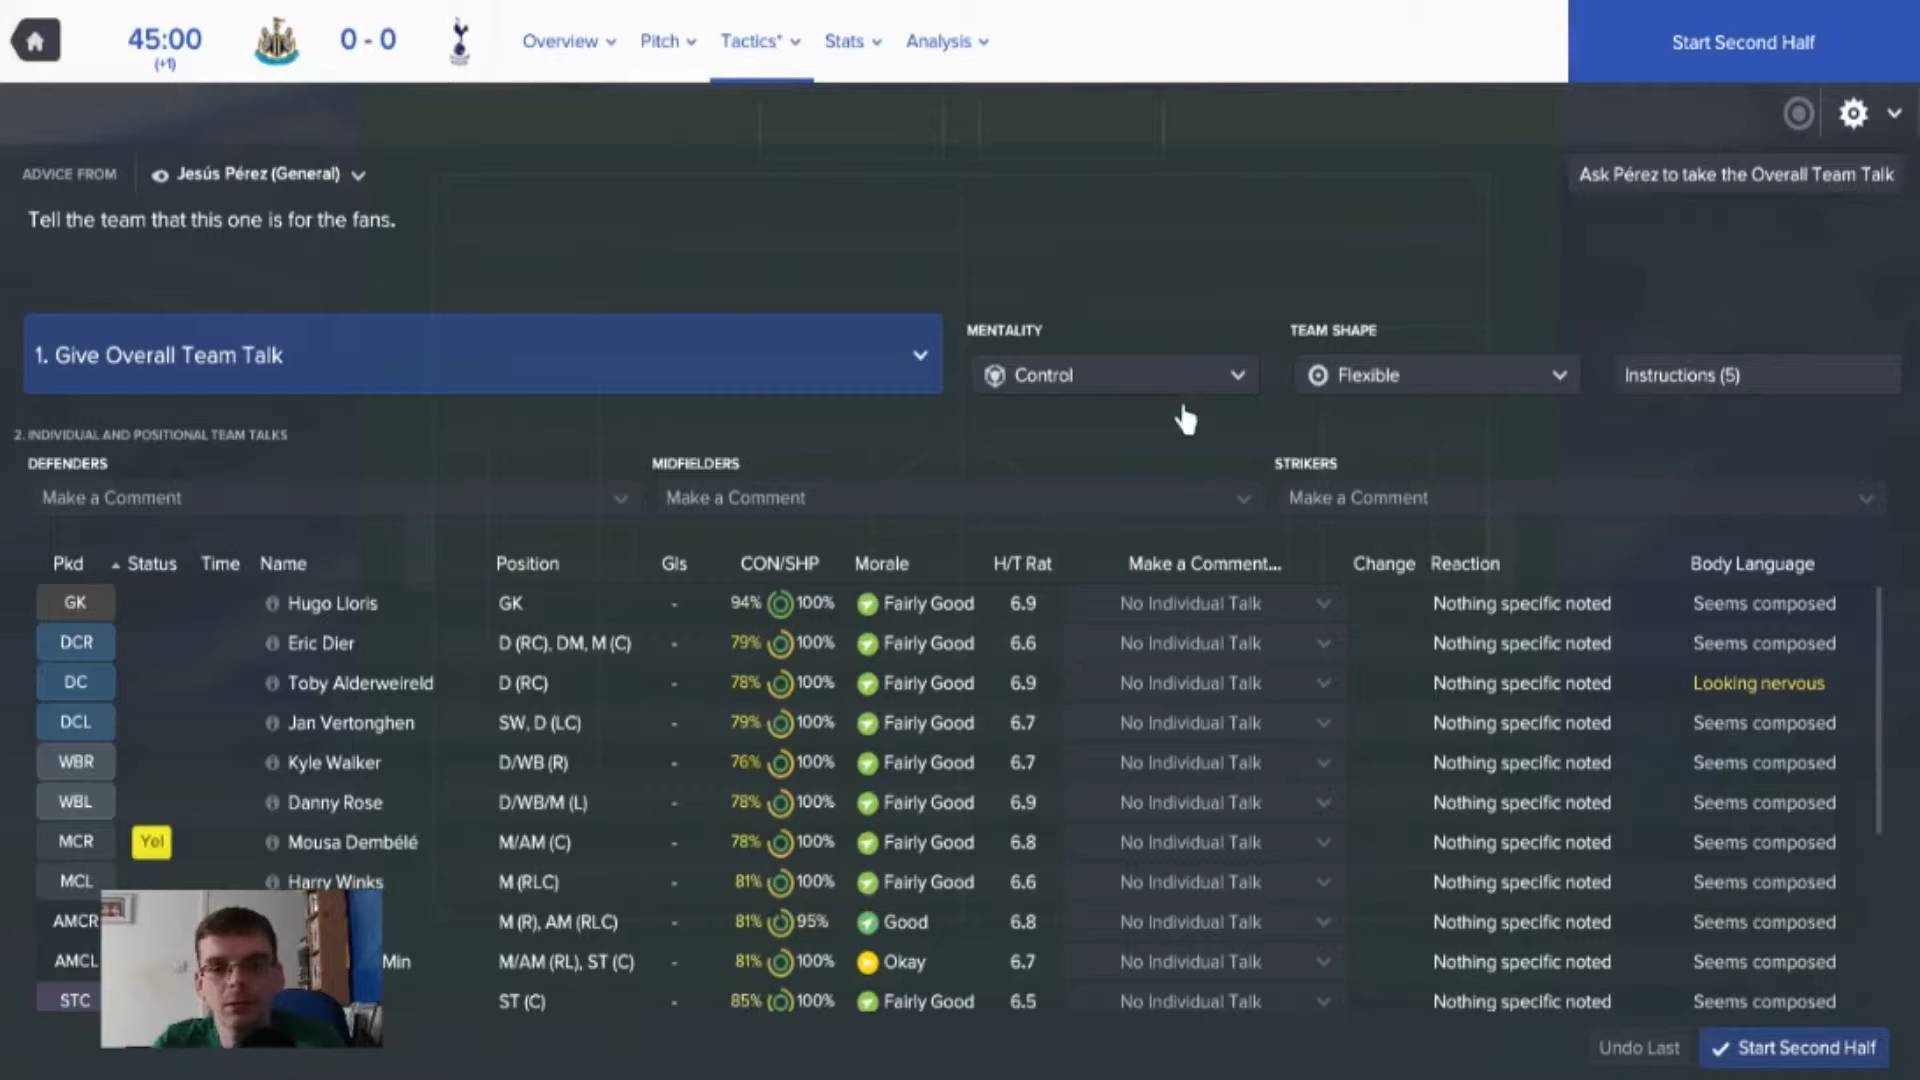 45:00
(+1)
0 - 0
Overview
Pitch
Tactics*
Stats
Analysis
Start Second Half
ADVICE FROM
Jesús Pérez (General)
Ask Pérez to take the Overall Team Talk
Tell the team that this one is for the fans.
1. Give Overall Team Talk
MENTALITY
Control
TEAM SHAPE
Flexible
Instructions (5)
2. INDIVIDUAL AND POSITIONAL TEAM TALKS
DEFENDERS
MIDFIELDERS
STRIKERS
Make a Comment
Make a Comment
Make a Comment
Pkd Status Time Name Position Gls CON/SHP Morale H/T Rat Make a Comment... Change Reaction Body Language
GK Hugo Lloris GK - 94% 100% Fairly Good 6.9 No Individual Talk Nothing specific noted Seems composed
DCR Eric Dier D (RC), DM, M (C) - 79% 100% Fairly Good 6.6 No Individual Talk Nothing specific noted Seems composed
DC Toby Alderweireld D (RC) - 78% 100% Fairly Good 6.9 No Individual Talk Nothing specific noted Looking nervous
DCL Jan Vertonghen SW, D (LC) - 79% 100% Fairly Good 6.7 No Individual Talk Nothing specific noted Seems composed
WBR Kyle Walker D/WB (R) - 76% 100% Fairly Good 6.7 No Individual Talk Nothing specific noted Seems composed
WBL Danny Rose D/WB/M (L) - 78% 100% Fairly Good 6.9 No Individual Talk Nothing specific noted Seems composed
MCR Yel Mousa Dembélé M/AM (C) - 78% 100% Fairly Good 6.8 No Individual Talk Nothing specific noted Seems composed
MCL Harry Winks M (RLC) - 81% 100% Fairly Good 6.6 No Individual Talk Nothing specific noted Seems composed
AMCR M (R), AM (RLC) - 81% 95% Good 6.8 No Individual Talk Nothing specific noted Seems composed
AMCL Min M/AM (RL), ST (C) - 81% 100% Okay 6.7 No Individual Talk Nothing specific noted Seems composed
STC ST (C) - 85% 100% Fairly Good 6.5 No Individual Talk Nothing specific noted Seems composed
Undo Last
Start Second Half